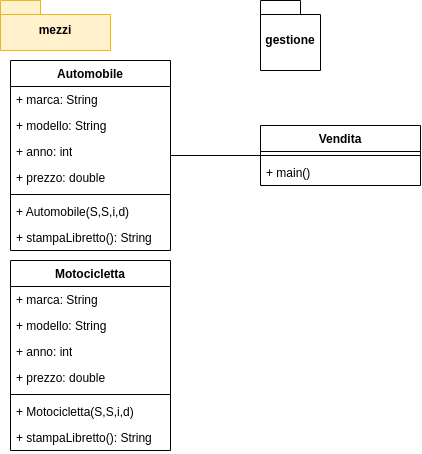 mezzi
gestione
Automobile
+ marca: String
+ modello: String
+ anno: int
+ prezzo: double
+ Automobile(S,S,i,d)
+ stampaLibretto(): String
Vendita
+ main()
Motocicletta
+ marca: String
+ modello: String
+ anno: int
+ prezzo: double
+ Motocicletta(S,S,i,d)
+ stampaLibretto(): String